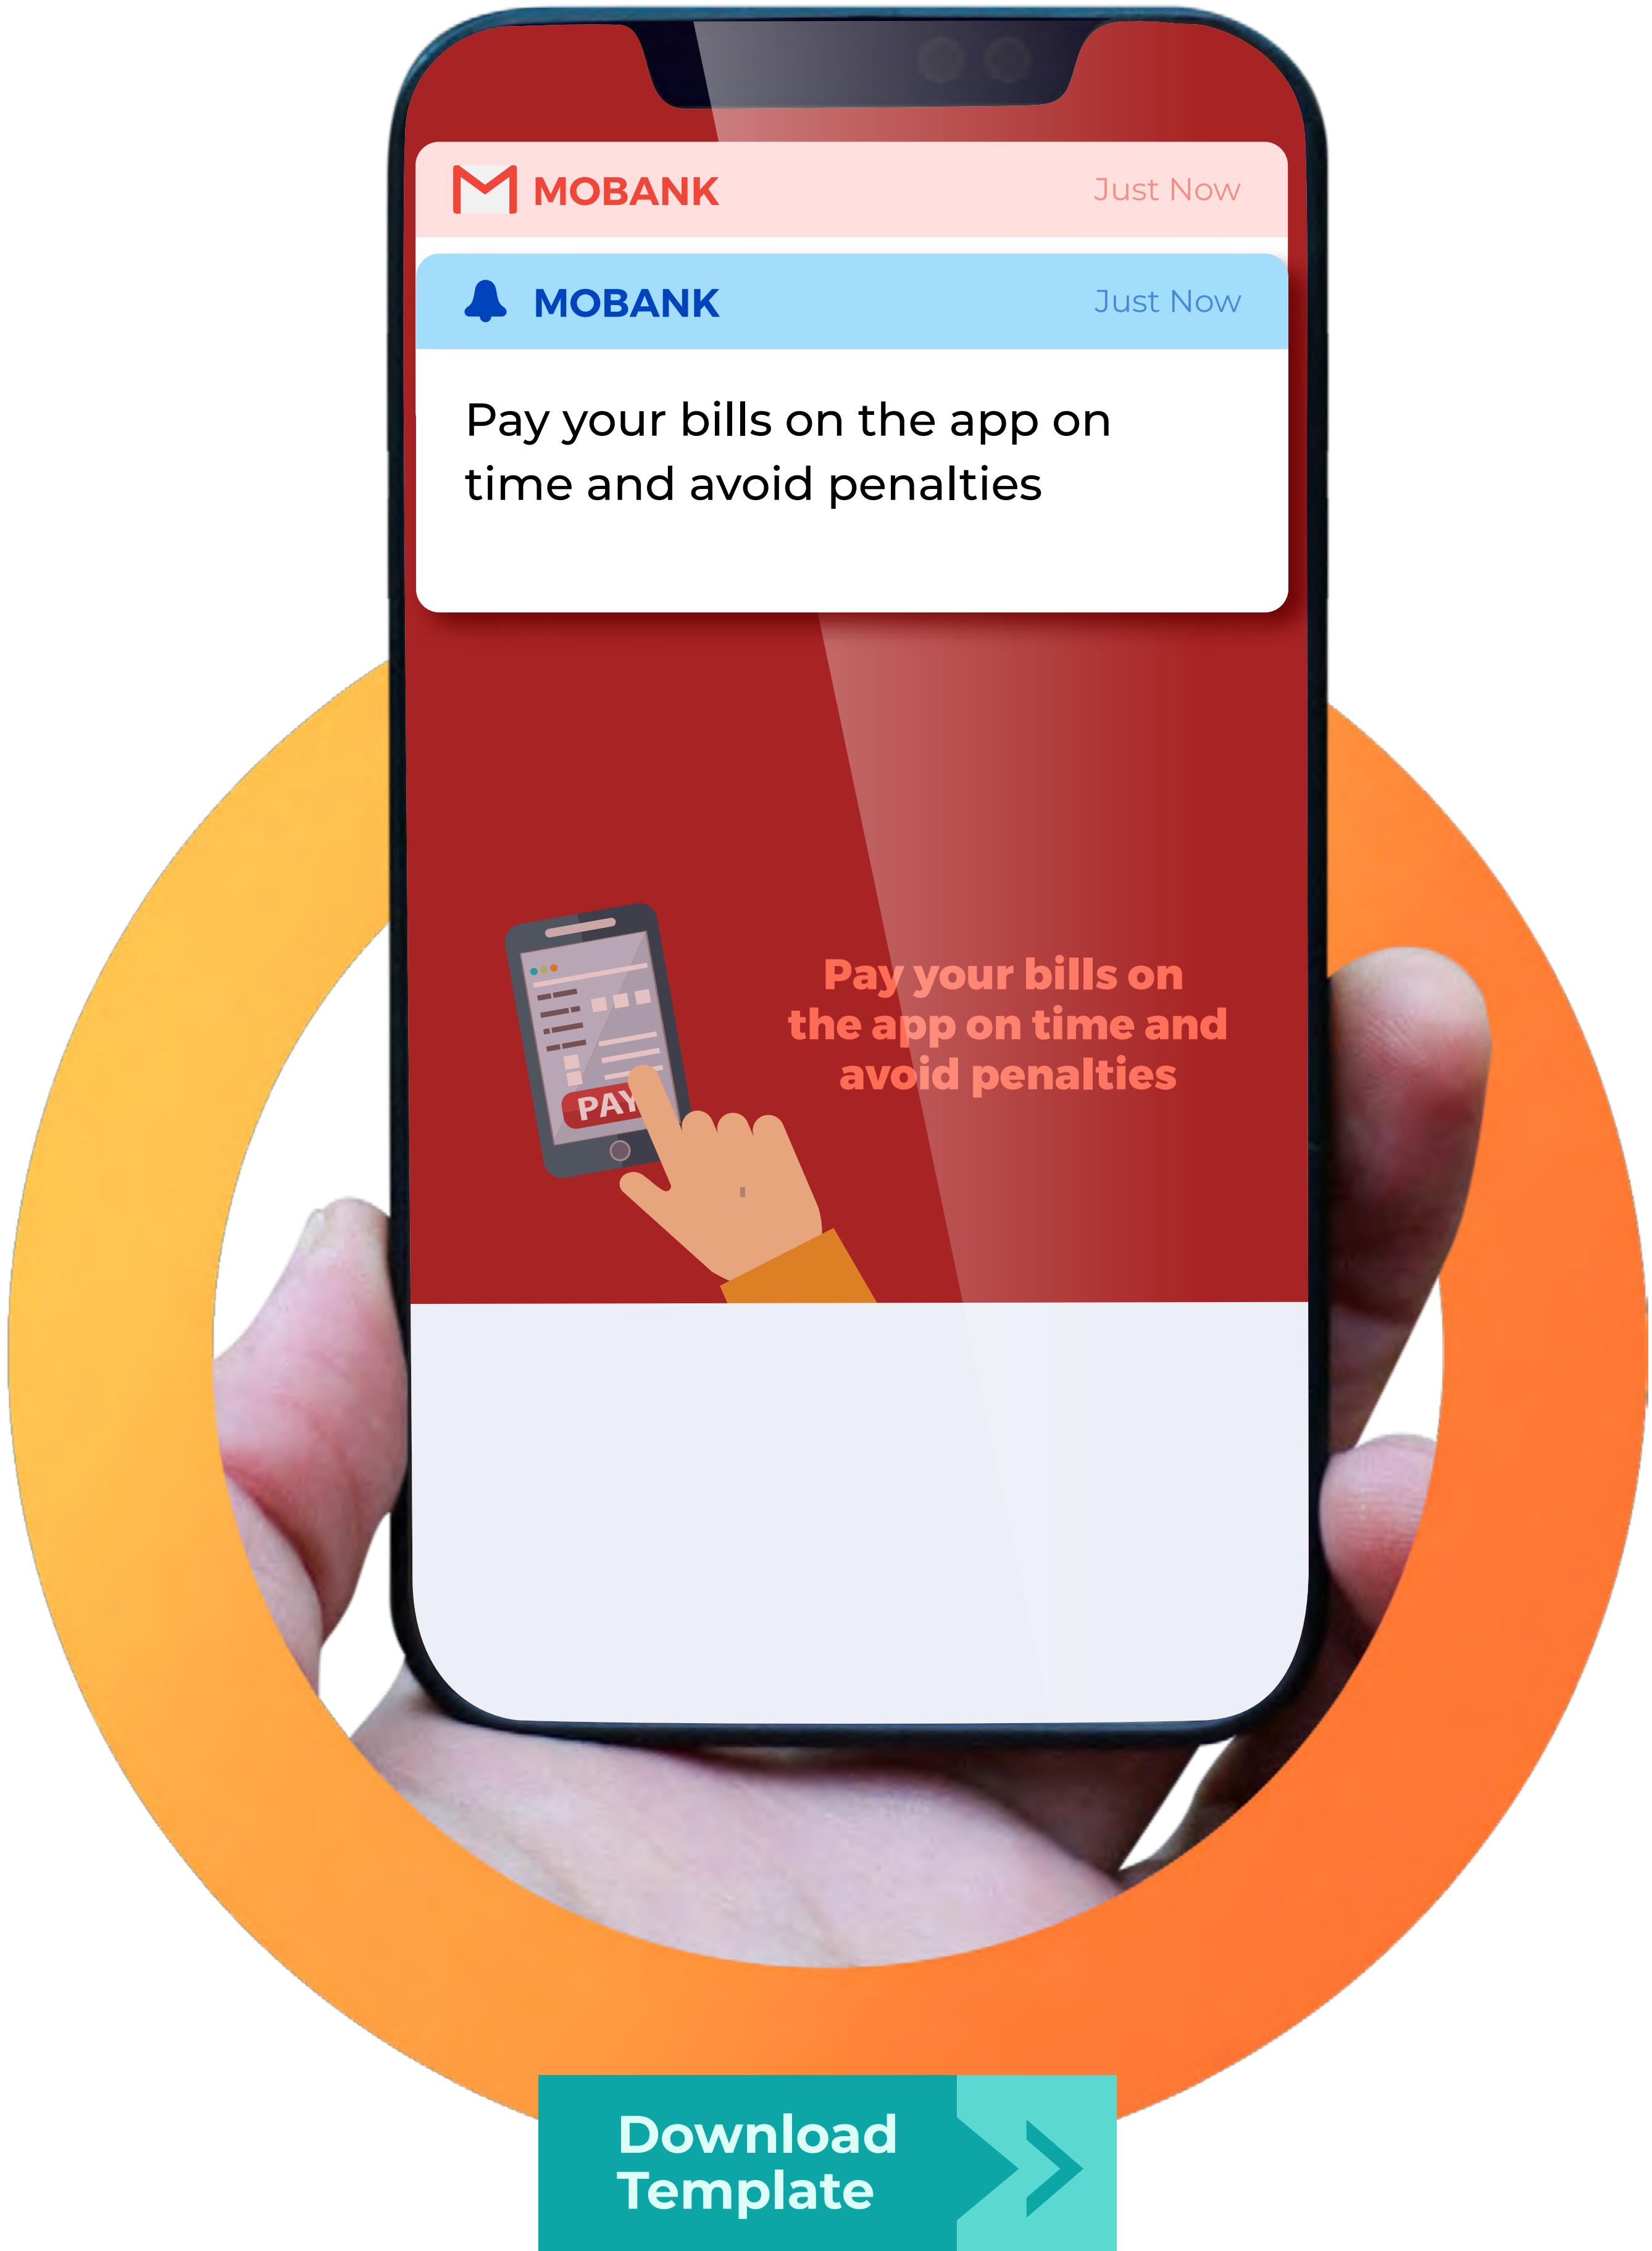 MOBANK Just Now
MOBANK Just Now
Pay your bills on the app on
time and avoid penalties
Pay your bills on
the app on time and
avoid penalties
PAY
Download
Template